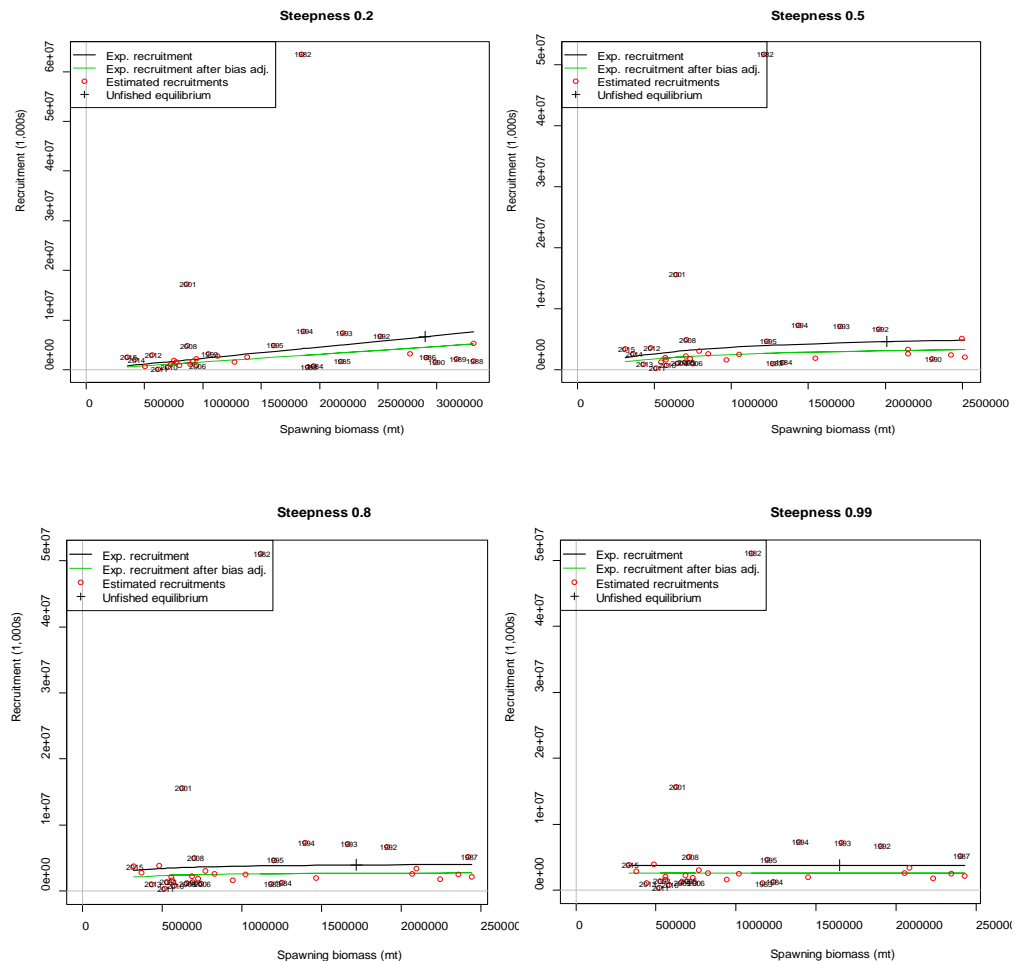 Steepness 0.2
Exp. recruitment
Exp. recruitment after bias adj.
Estimated recruitments
Unfished equilibrium
Recruitment (1,000s)
0e+00 1e+07 2e+07 3e+07 4e+07 5e+07 6e+07
1982
2001
1994 1993 1992
2008 1995
2015 2014 2012
1985 1986 1990 1989 1988
2006 1984
2010
2011
0 500000 1000000 1500000 2000000 2500000 3000000
Spawning biomass (mt)
Steepness 0.5
Exp. recruitment
Exp. recruitment after bias adj.
Estimated recruitments
Unfished equilibrium
Recruitment (1,000s)
0e+00 1e+07 2e+07 3e+07 4e+07 5e+07
1982
2001
1994 1993 1992
2008 1995
2015 2014 2012
1990
2013 2006 1984
0 500000 1000000 1500000 2000000 2500000
Spawning biomass (mt)
Steepness 0.8
Exp. recruitment
Exp. recruitment after bias adj.
Estimated recruitments
Unfished equilibrium
Recruitment (1,000s)
0e+00 1e+07 2e+07 3e+07 4e+07 5e+07
1982
2001
1994 1993 1992
2008 1995 1987
2015
2013 2006 1983 1984
2010
2011
0 500000 1000000 1500000 2000000 250000
Spawning biomass (mt)
Steepness 0.99
Exp. recruitment
Exp. recruitment after bias adj.
Estimated recruitments
Unfished equilibrium
Recruitment (1,000s)
0e+00 1e+07 2e+07 3e+07 4e+07 5e+07
1982
2001
1994 1993 1992
2008 1995 1987
2015
2013 2006 1983 1984
2010
2011
0 500000 1000000 1500000 2000000 2500000
Spawning biomass (mt)